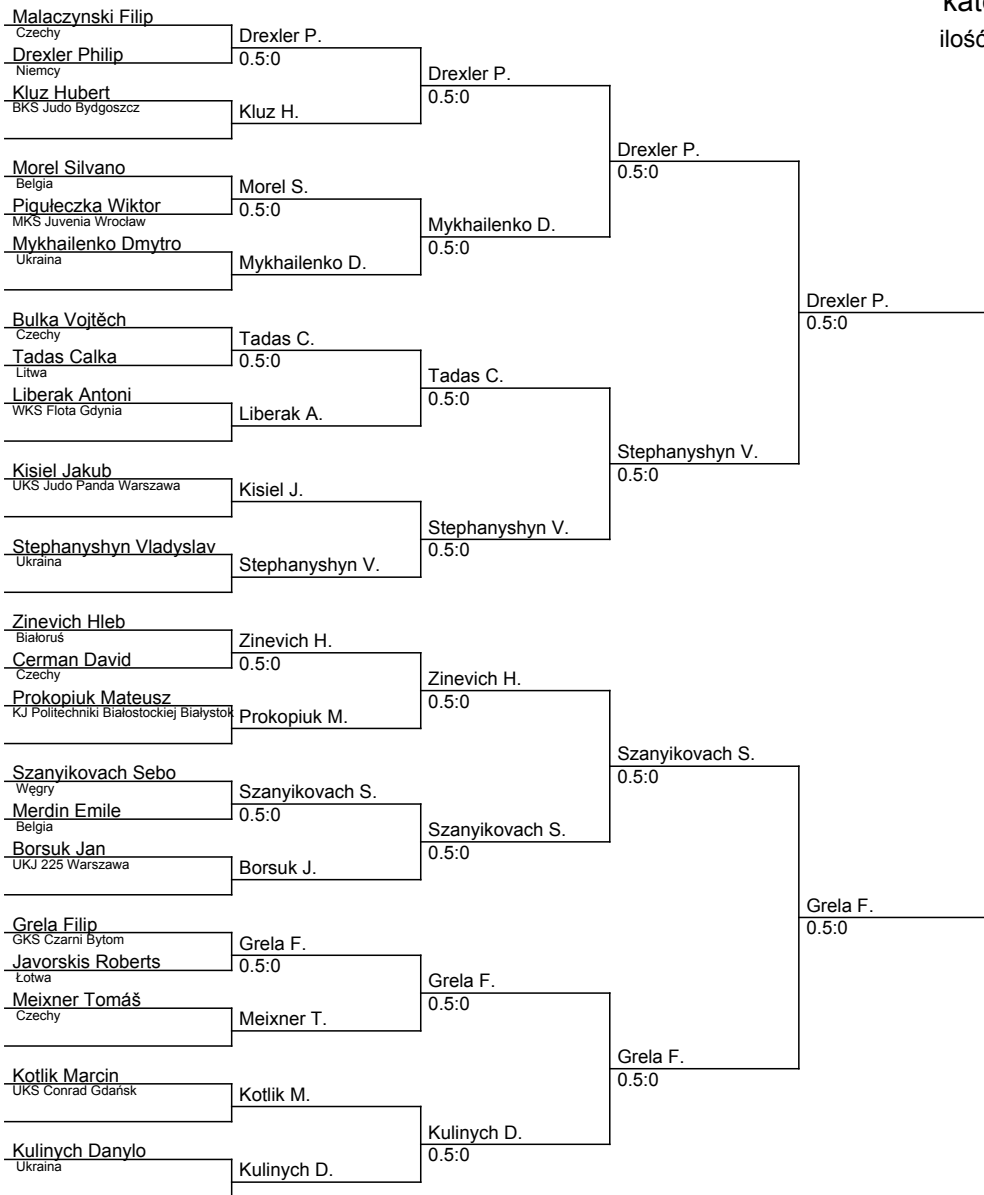 kat
ilość
Malaczynski Filip
Czechy
Drexler Philip
Niemcy
Kluz Hubert
BKS Judo Bydgoszcz
Morel Silvano
Belgia
Pigułeczka Wiktor
MKS Juvenia Wrocław
Mykhailenko Dmytro
Ukraina
Bulka Vojtěch
Czechy
Tadas Calka
Litwa
Liberak Antoni
WKS Flota Gdynia
Kisiel Jakub
UKS Judo Panda Warszawa
Stephanyshyn Vladyslav
Ukraina
Zinevich Hleb
Białoruś
Cerman David
Czechy
Prokopiuk Mateusz
KJ Politechniki Białostockiej Białystok
Szanyikovach Sebo
Węgry
Merdin Emile
Belgia
Borsuk Jan
UKJ 225 Warszawa
Grela Filip
GKS Czarni Bytom
Javorskis Roberts
Łotwa
Meixner Tomáš
Czechy
Kotlik Marcin
UKS Conrad Gdańsk
Kulinych Danylo
Ukraina
Drexler P.
0.5:0
Kluz H.
Morel S.
0.5:0
Mykhailenko D.
Tadas C.
0.5:0
Liberak A.
Kisiel J.
Stephanyshyn V.
Zinevich H.
0.5:0
Prokopiuk M.
Szanyikovach S.
0.5:0
Borsuk J.
Grela F.
0.5:0
Meixner T.
Kotlik M.
Kulinych D.
Drexler P.
0.5:0
Mykhailenko D.
0.5:0
Tadas C.
0.5:0
Stephanyshyn V.
0.5:0
Zinevich H.
0.5:0
Szanyikovach S.
0.5:0
Grela F.
0.5:0
Kulinych D.
0.5:0
Drexler P.
0.5:0
Stephanyshyn V.
0.5:0
Szanyikovach S.
0.5:0
Grela F.
0.5:0
Drexler P.
0.5:0
Grela F.
0.5:0